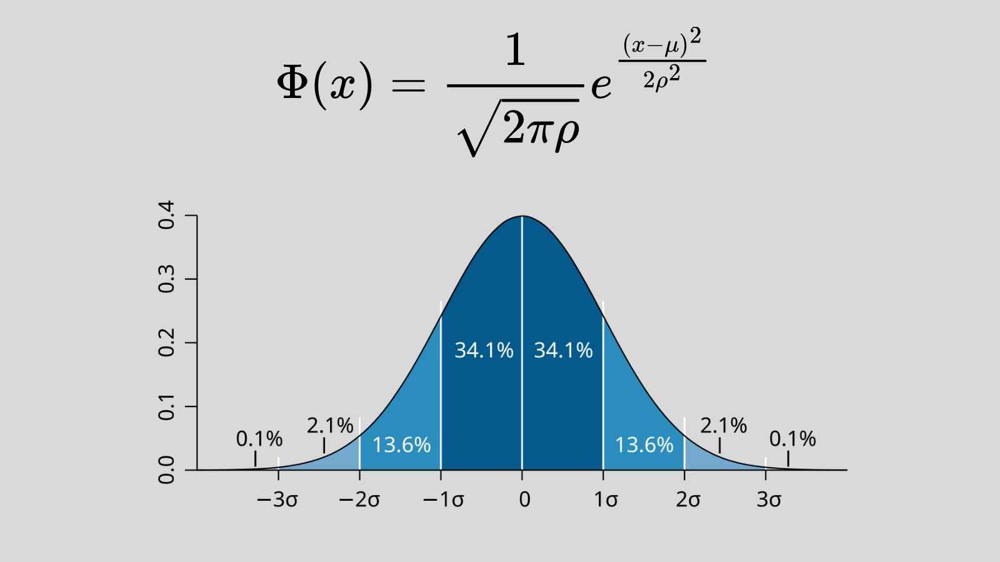 Φ(x) = 1/√(2πρ) e^((x−μ)²/(2ρ²))
0.4
0.3
0.2
0.1
0.0
34.1% 34.1%
0.1% 2.1% 13.6% 13.6% 2.1% 0.1%
−3σ −2σ −1σ 0 1σ 2σ 3σ